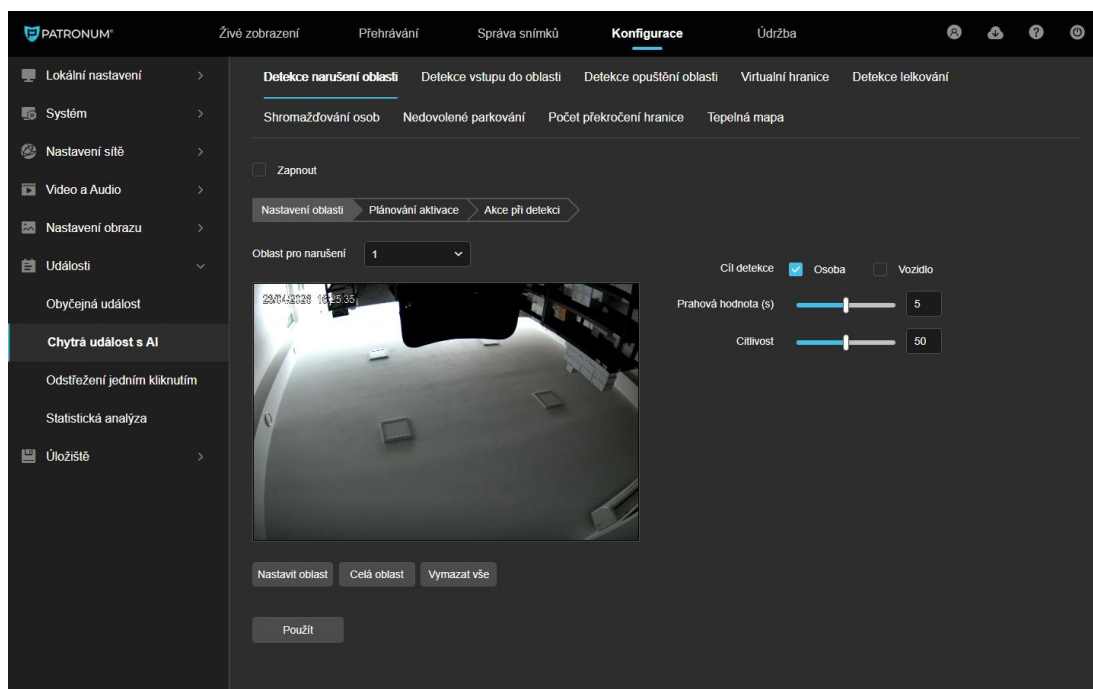 PATRONUM®
Živé zobrazení
Přehrávání
Správa snímků
Konfigurace
Údržba
Lokální nastavení
Systém
Nastavení sítě
Video a Audio
Nastavení obrazu
Události
Obyčejná událost
Chytrá událost s AI
Odstřežení jedním kliknutím
Statistická analýza
Úložiště
Detekce narušení oblasti
Detekce vstupu do oblasti
Detekce opuštění oblasti
Virtualní hranice
Detekce lelkování
Shromažďování osob
Nedovolené parkování
Počet překročení hranice
Tepelná mapa
Zapnout
Nastavení oblasti
Plánování aktivace
Akce při detekci
Oblast pro narušení
1
Cíl detekce
Osoba
Vozidlo
Prahová hodnota (s)
5
Citlivost
50
Nastavit oblast
Celá oblast
Vymazat vše
Použít